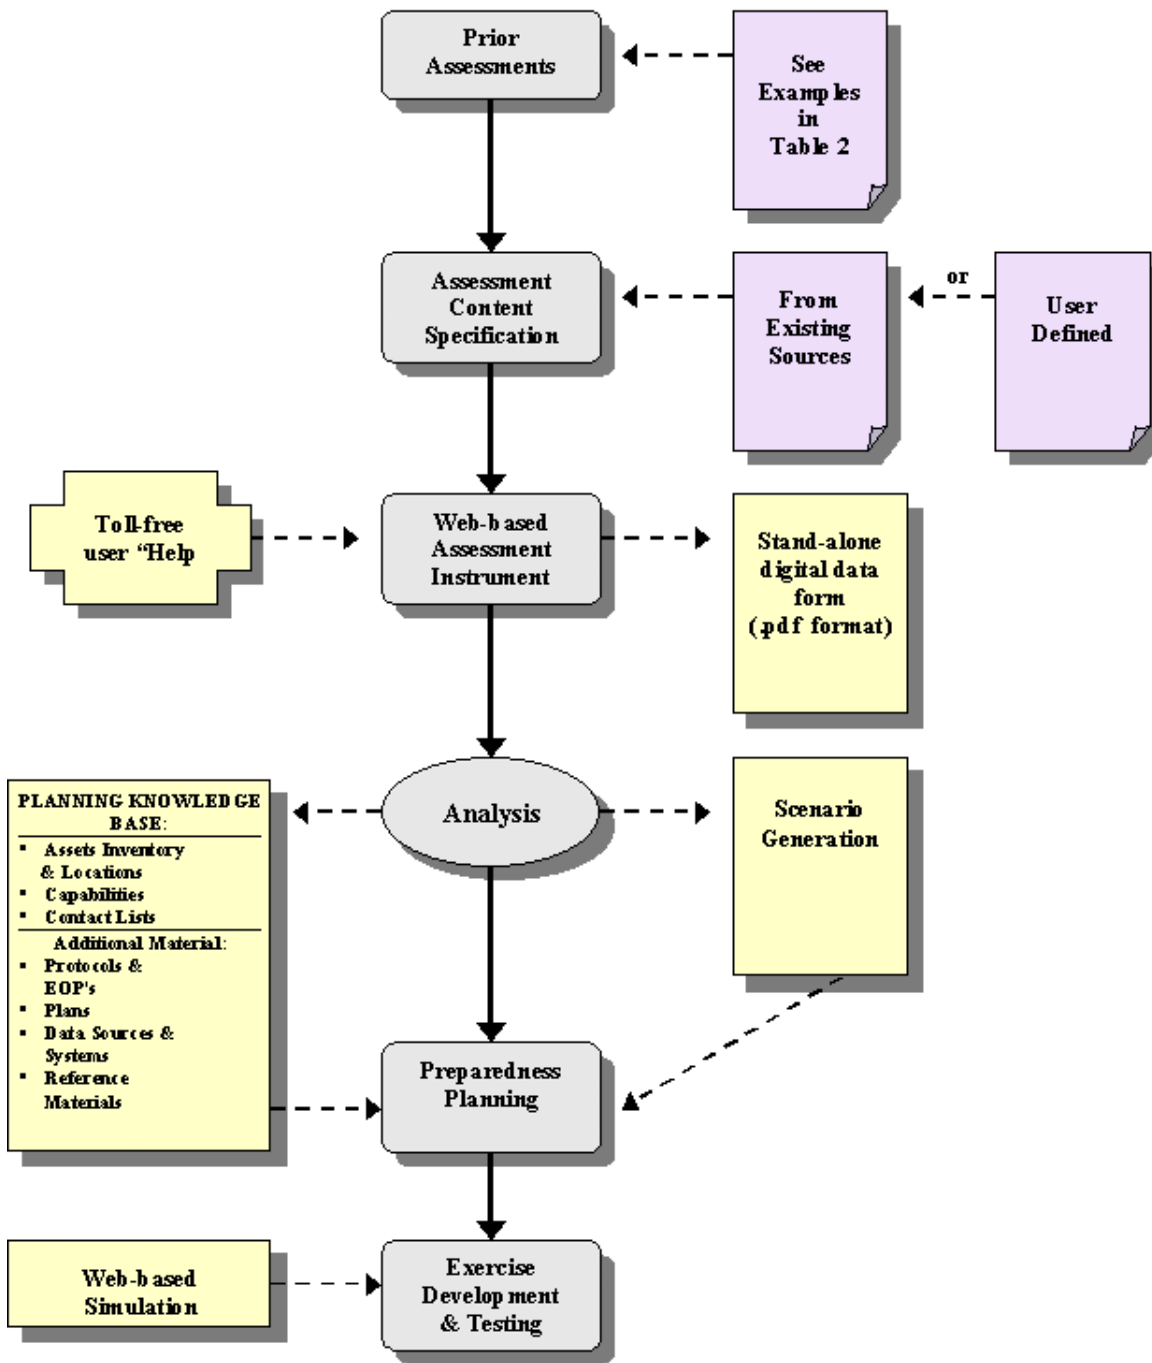 Prior
Assessments
See
Examples
in
Table 2
Assessment
Content
Specification
From
Existing
Sources
or
User
Defined
Toll-free
user “Help
Web-based
Assessment
Instrument
Stand-alone
digital data
form
(.pdf format)
PLANNING KNOWLEDGE
BASE:
▪ Assets Inventory
& Locations
▪ Capabilities
▪ Contact Lists
Additional Material:
▪ Protocols &
EOP's
▪ Plans
▪ Data Sources &
Systems
▪ Reference
Materials
Analysis
Scenario
Generation
Preparedness
Planning
Web-based
Simulation
Exercise
Development
& Testing